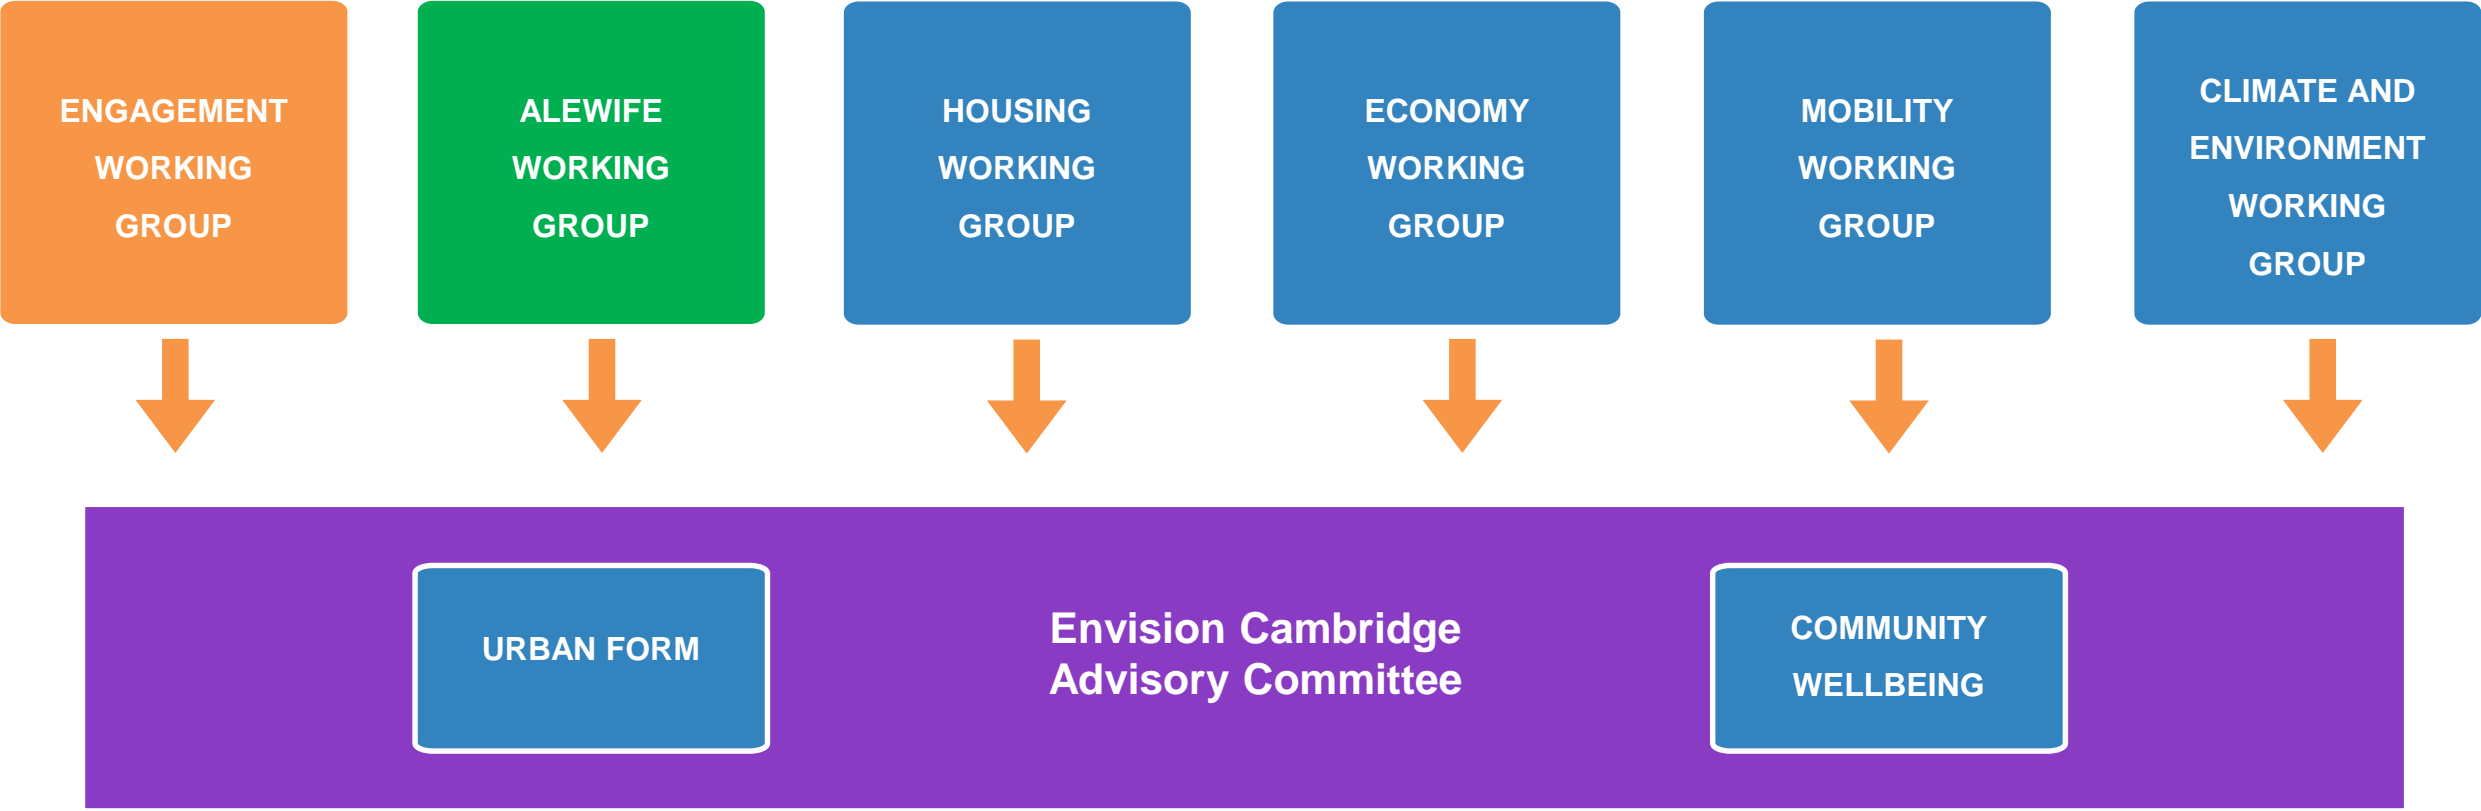 ENGAGEMENT
WORKING
GROUP
ALEWIFE
WORKING
GROUP
HOUSING
WORKING
GROUP
ECONOMY
WORKING
GROUP
MOBILITY
WORKING
GROUP
CLIMATE AND
ENVIRONMENT
WORKING
GROUP
URBAN FORM
Envision Cambridge
Advisory Committee
COMMUNITY
WELLBEING